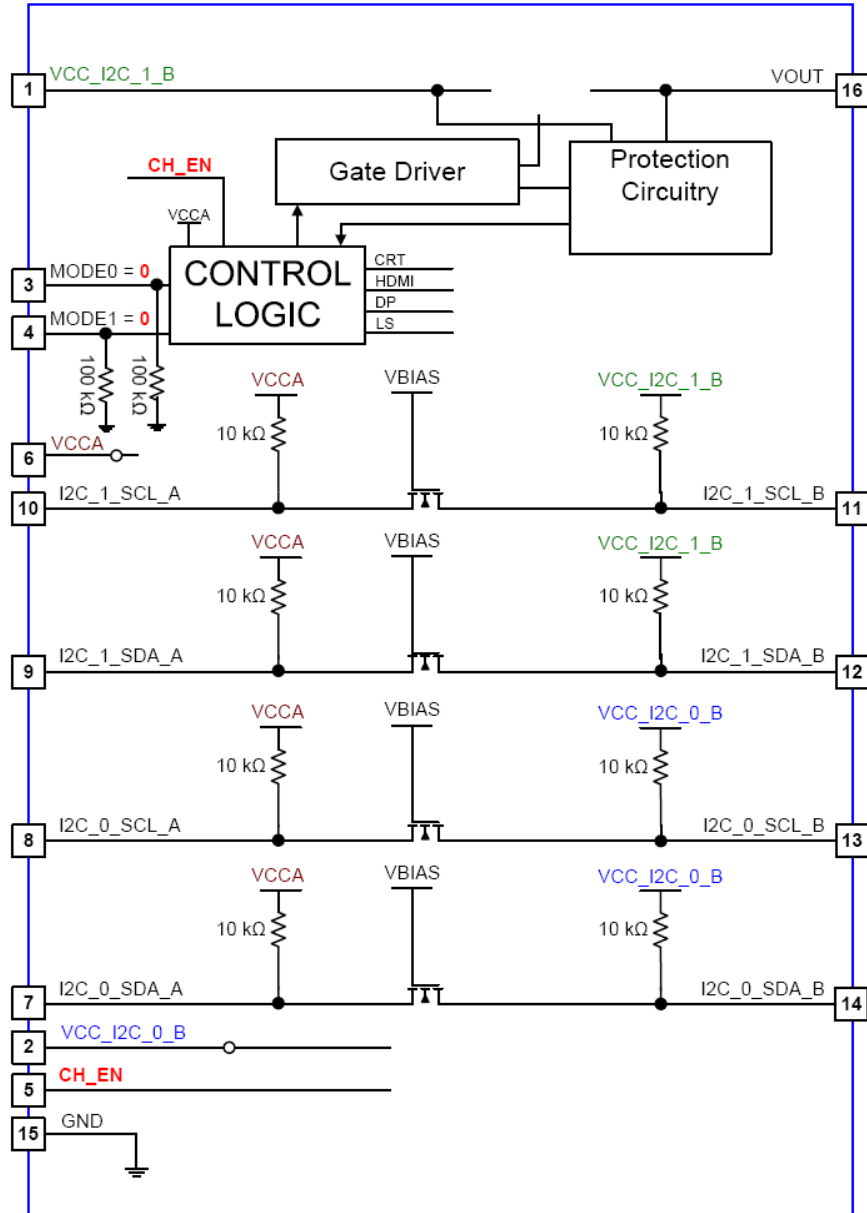 1 VCC_I2C_1_B VOUT 16
Gate Driver
Protection
Circuitry
CH_EN
VCCA
3 MODE0 = 0
4 MODE1 = 0
CONTROL
LOGIC
CRT
HDMI
DP
LS
100 kΩ
100 kΩ
6 VCCA
VCCA VBIAS VCC_I2C_1_B
10 kΩ 10 kΩ
10 I2C_1_SCL_A I2C_1_SCL_B 11
VCCA VBIAS VCC_I2C_1_B
10 kΩ 10 kΩ
9 I2C_1_SDA_A I2C_1_SDA_B 12
VCCA VBIAS VCC_I2C_0_B
10 kΩ 10 kΩ
8 I2C_0_SCL_A I2C_0_SCL_B 13
VCCA VBIAS VCC_I2C_0_B
10 kΩ 10 kΩ
7 I2C_0_SDA_A I2C_0_SDA_B 14
2 VCC_I2C_0_B
5 CH_EN
15 GND